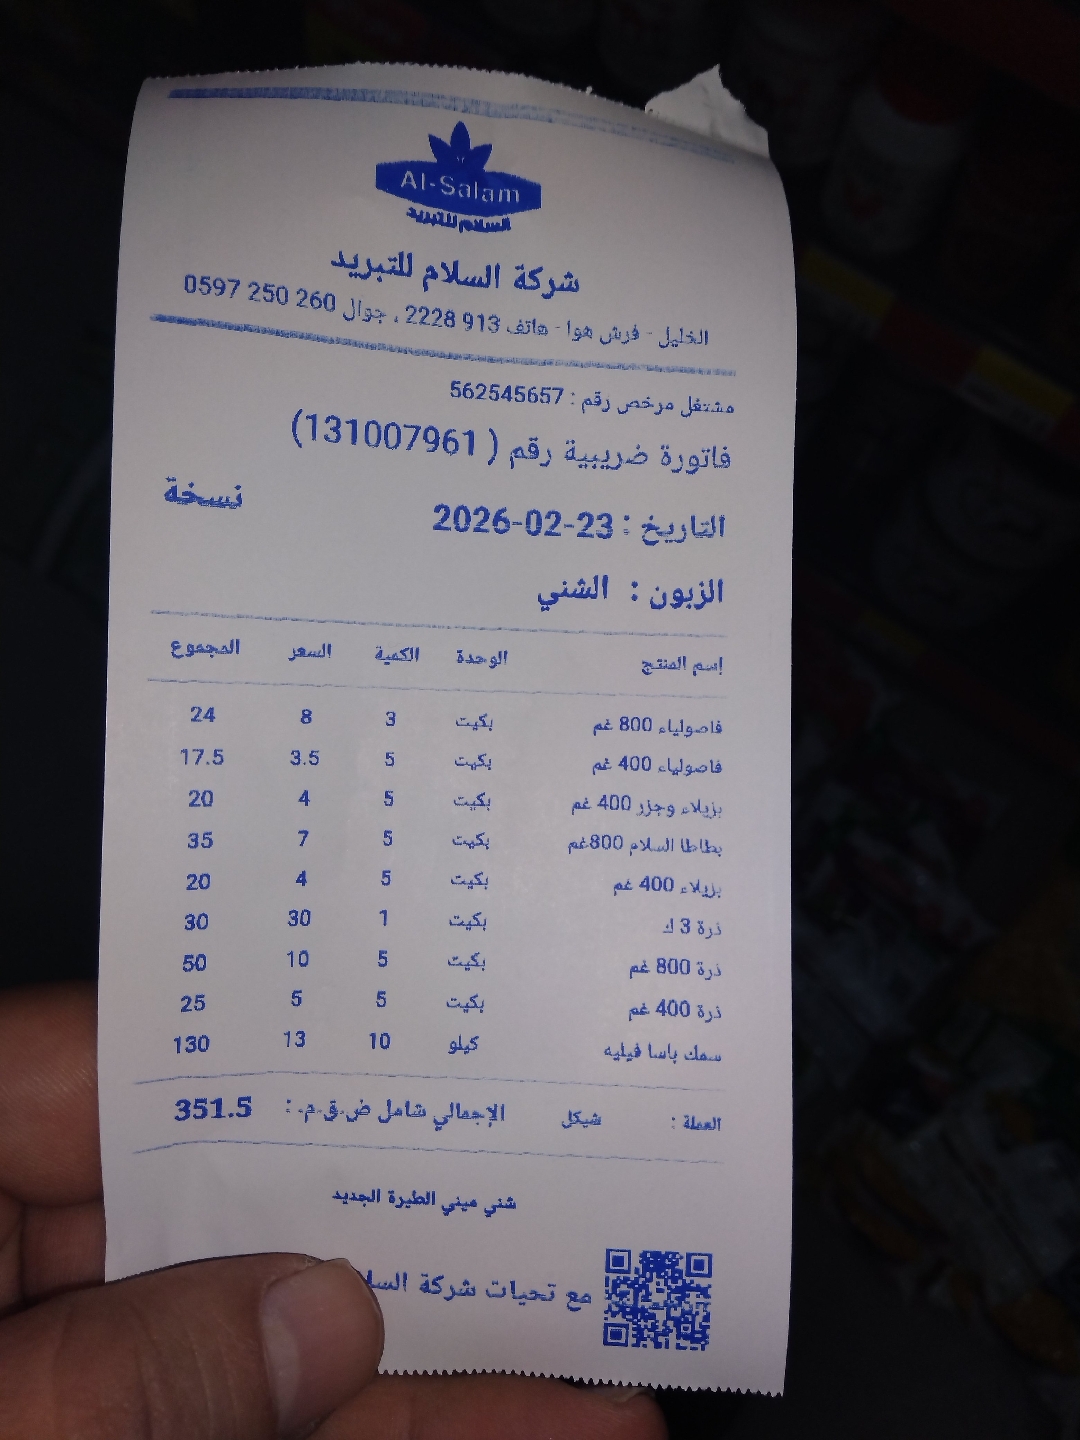 Al-Salam
السلام للتبريد
شركة السلام للتبريد
الخليل - فرش هوا - هاتف 913 2228 ، جوال 260 250 0597
مشتغل مرخص رقم : 562545657
فاتورة ضريبية رقم ( 131007961)
نسخة
التاريخ : 2026-02-23
الزبون : الشني
إسم المنتج الوحدة الكمية السعر المجموع
فاصولياء 800 غم بكيت 3 8 24
فاصولياء 400 غم بكيت 5 3.5 17.5
بزيلاء وجزر 400 غم بكيت 5 4 20
بطاطا السلام 800غم بكيت 5 7 35
بزيلاء 400 غم بكيت 5 4 20
ذرة 3 ك بكيت 1 30 30
ذرة 800 غم بكيت 5 10 50
ذرة 400 غم بكيت 5 5 25
سمك باسا فيليه كيلو 10 13 130
العملة : شيكل الإجمالي شامل ض.ق.م. : 351.5
شني ميني الطيرة الجديد
مع تحيات شركة